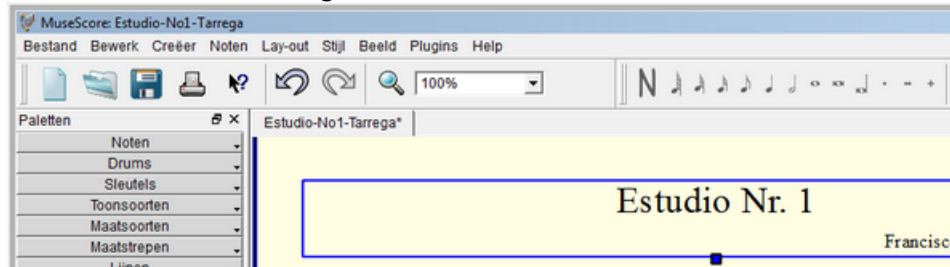 MuseScore: Estudio-No1-Tarrega
Bestand Bewerk Creëer Noten Lay-out Stijl Beeld Plugins Help
100% N
Paletten
Estudio-No1-Tarrega*
Noten
Drums
Sleutels
Toonsoorten
Maatsoorten
Maatstrepen
Estudio Nr. 1
Francisc